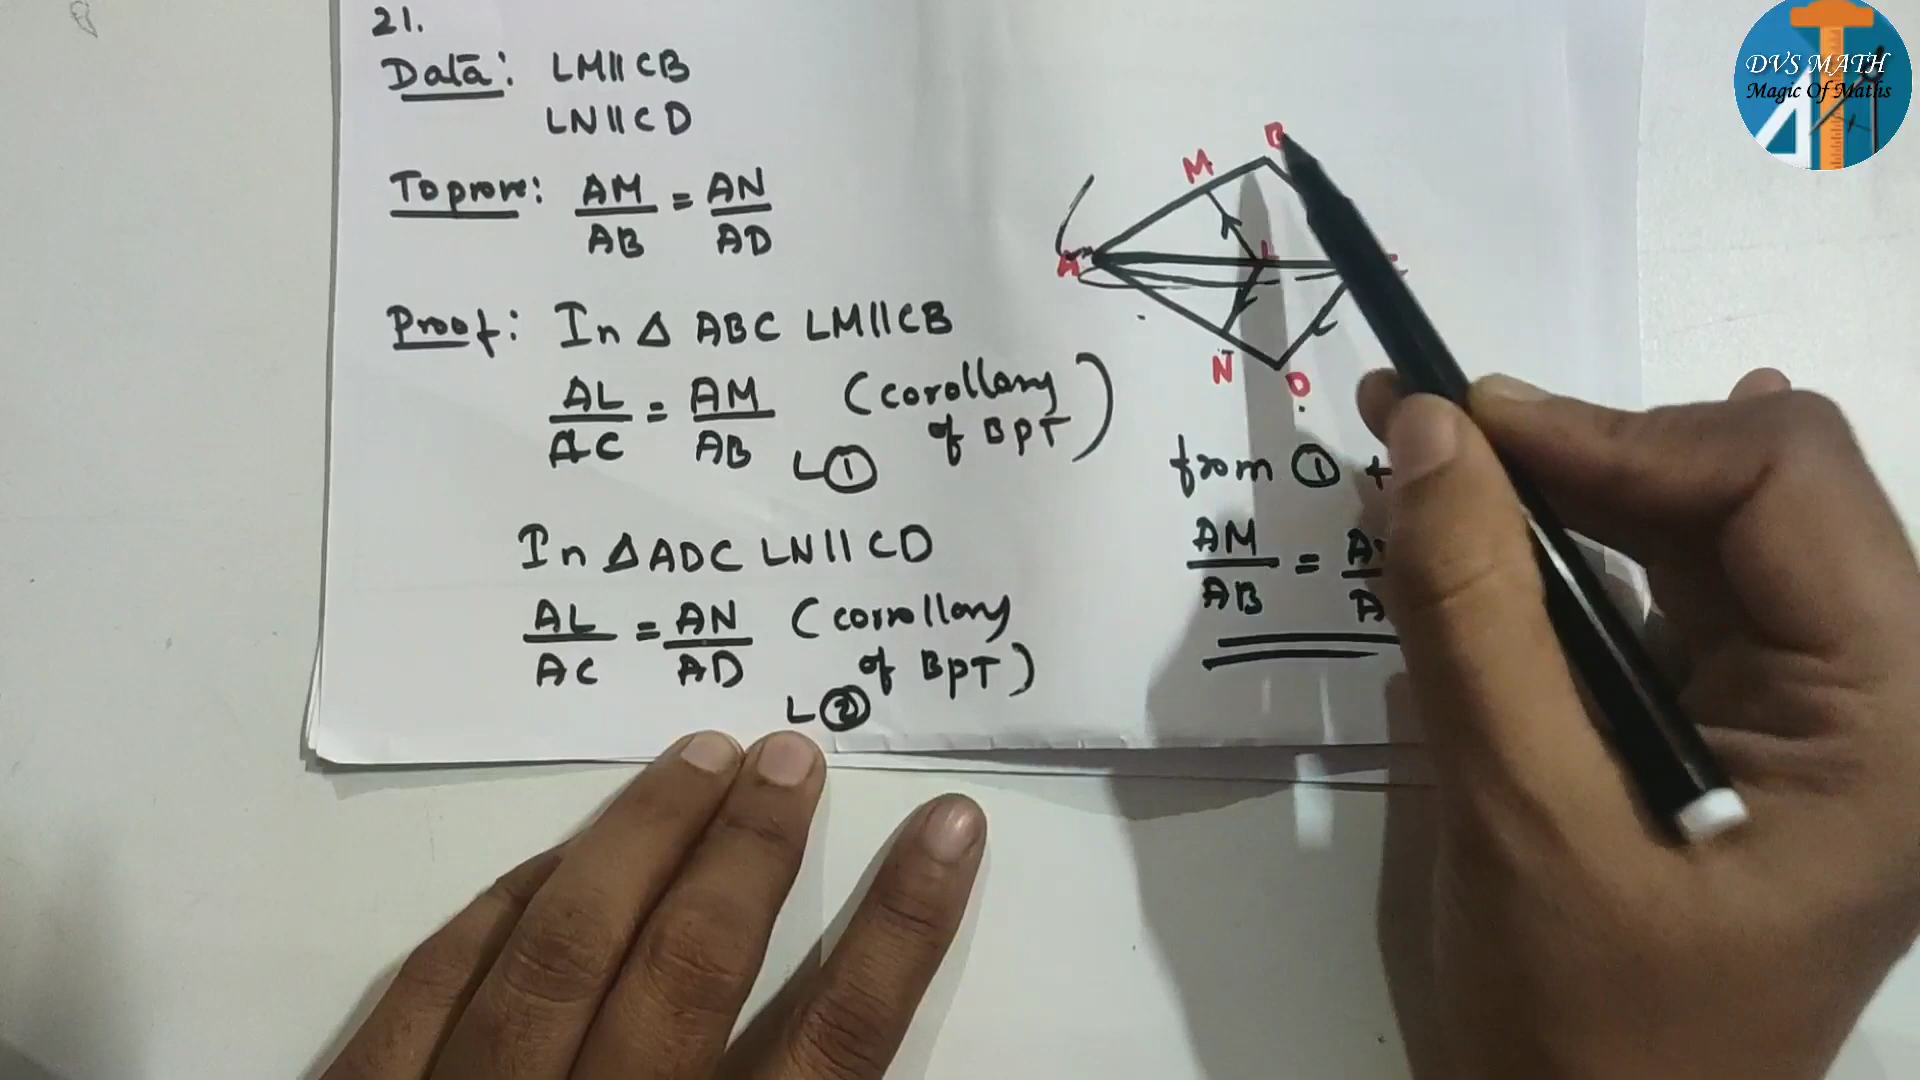 21.
Data: LM || CB
LN || CD
To prove: AM/AB = AN/AD
Proof: In Δ ABC LM || CB
AL/AC = AM/AB (corollary of BPT)
L ①
In Δ ADC LN || CD
AL/AC = AN/AD (corrollary of BPT)
L ②
B
M
A
L
N
D
from ① +
AM/AB =
DVS MATH
Magic Of Maths